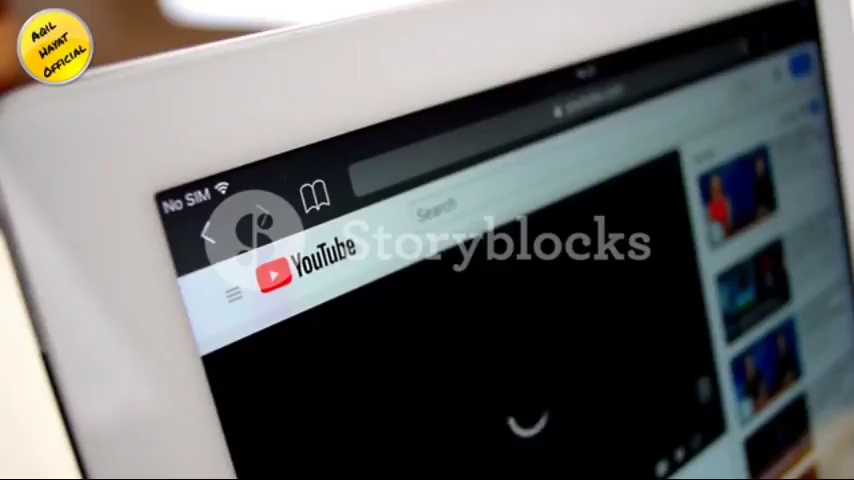 AQIL
HAYAT
OFFICIAL
No SIM
Search
YouTube
Storyblocks